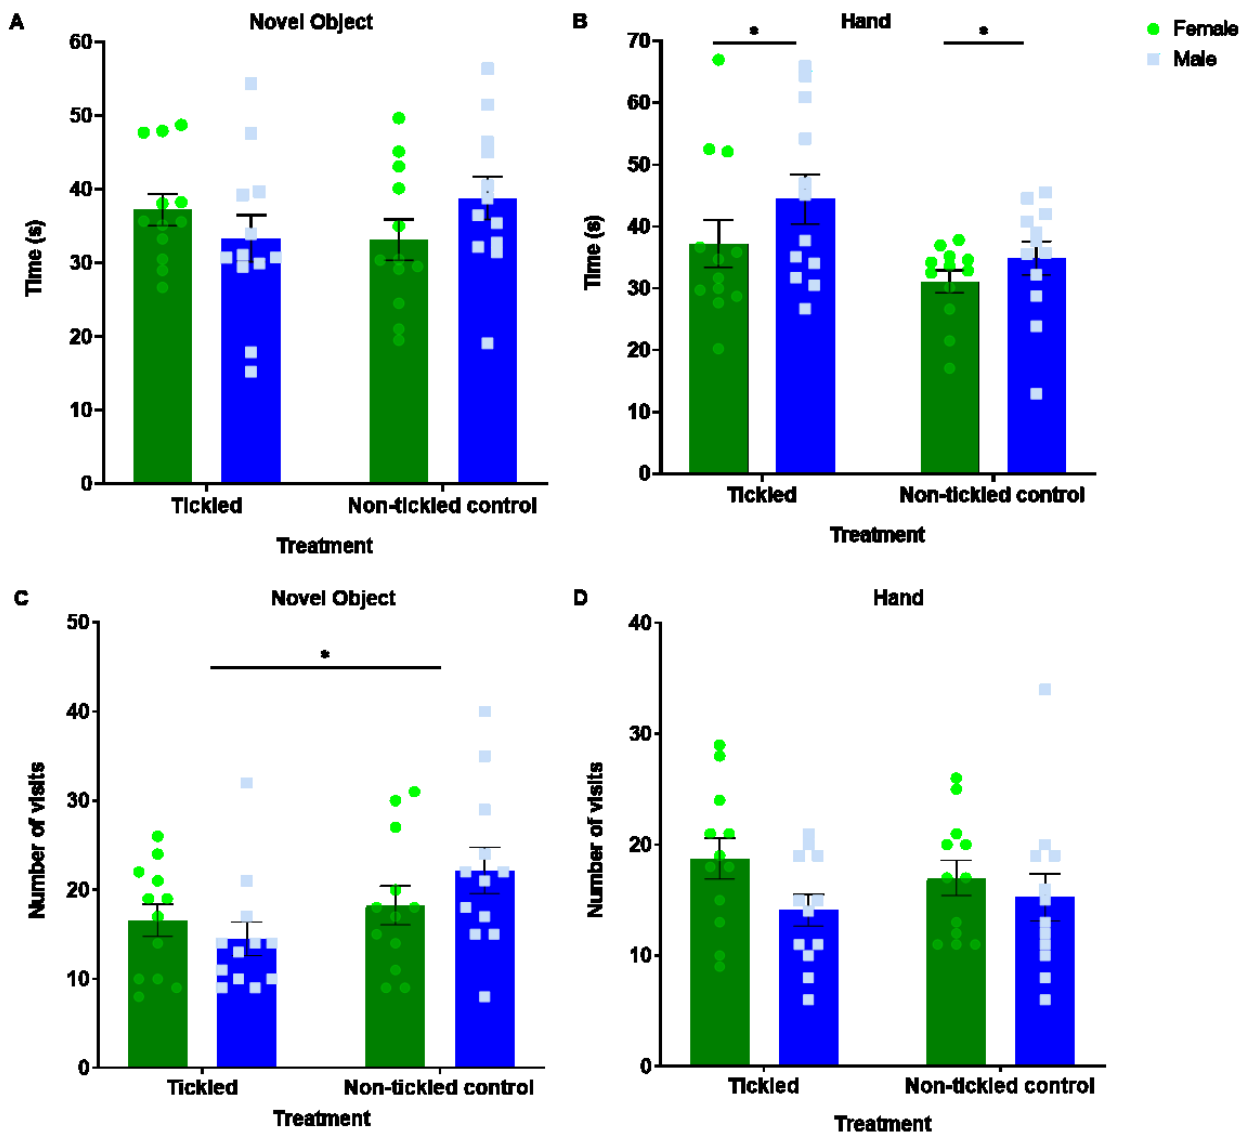 A
Novel Object
60
50
40
30
20
10
0
Time (s)
Tickled
Non-tickled control
Treatment
B
Hand
*
*
70
60
50
40
30
20
10
0
Time (s)
Tickled
Non-tickled control
Treatment
Female
Male
C
Novel Object
*
50
40
30
20
10
0
Number of visits
Tickled
Non-tickled control
Treatment
D
Hand
40
30
20
10
0
Number of visits
Tickled
Non-tickled control
Treatment